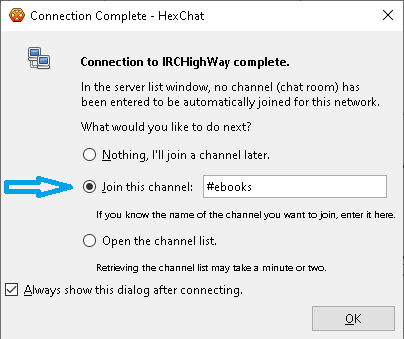 Connection Complete - HexChat
Connection to IRCHighWay complete.
In the server list window, no channel (chat room) has
been entered to be automatically joined for this network.
What would you like to do next?
Nothing, I'll join a channel later.
Join this channel: #ebooks
If you know the name of the channel you want to join, enter it here.
Open the channel list.
Retrieving the channel list may take a minute or two.
Always show this dialog after connecting.
OK